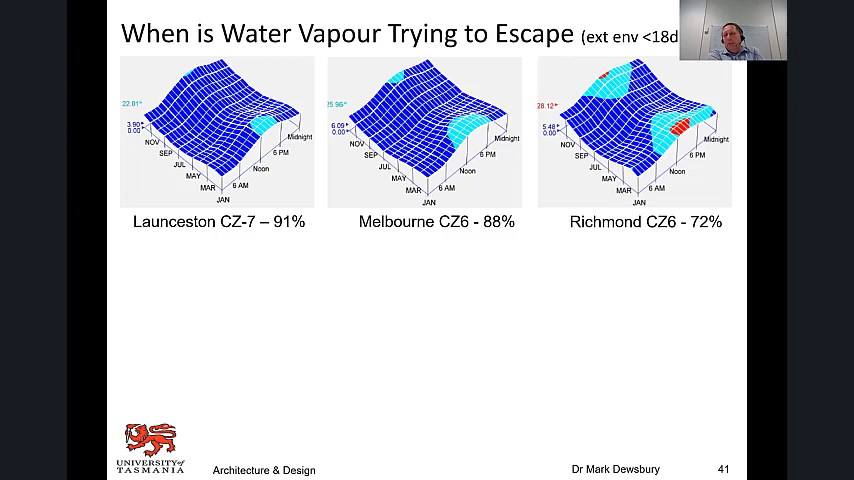 When is Water Vapour Trying to Escape (ext env <18d
22.01°
3.90
0.00
NOV
SEP
JUL
MAY
MAR
JAN
6 AM
Noon
6 PM
Midnight
25.96°
6.09
0.00
NOV
SEP
JUL
MAY
MAR
JAN
6 AM
Noon
6 PM
Midnight
28.12°
5.48
0.00
NOV
SEP
JUL
MAY
MAR
JAN
6 AM
Noon
6 PM
Midnight
Launceston CZ-7 – 91%
Melbourne CZ6 - 88%
Richmond CZ6 - 72%
UNIVERSITY of
TASMANIA
Architecture & Design
Dr Mark Dewsbury
41